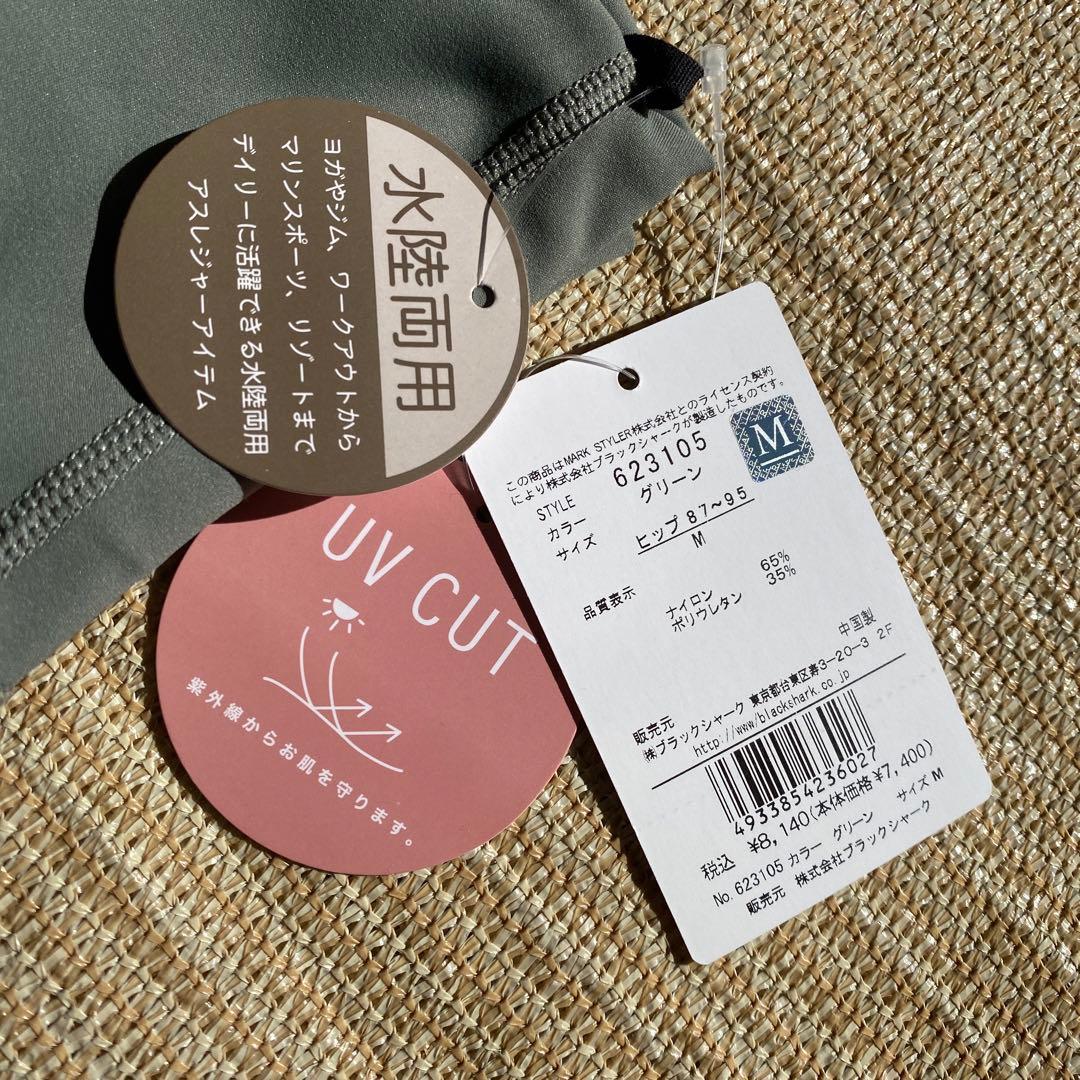 水陸両用
ヨガやジム、ワークアウトから
マリンスポーツ、リゾートまで
デイリーに活躍できる水陸両用
アスレジャーアイテム
UV CUT
紫外線からお肌を守ります。
この商品はMARK STYLER株式会社とのライセンス契約
により株式会社ブラックシャークが製造したものです。
M
STYLE 623105
カラー グリーン
サイズ ヒップ 87～95
M
品質表示 ナイロン 65%
ポリウレタン 35%
中国製
販売元
㈱ブラックシャーク 東京都台東区寿3-20-3 2F
http://www/blackshark.co.jp
4933854236027
税込 ¥8,140(本体価格¥7,400)
No. 623105 カラー グリーン サイズ M
販売元 株式会社ブラックシャーク